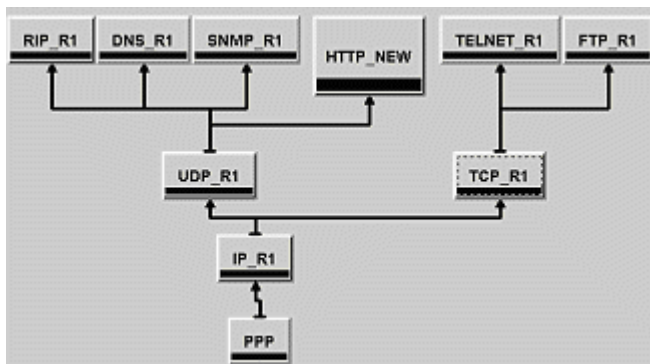 RIP_R1
DNS_R1
SNMP_R1
HTTP_NEW
TELNET_R1
FTP_R1
UDP_R1
TCP_R1
IP_R1
PPP